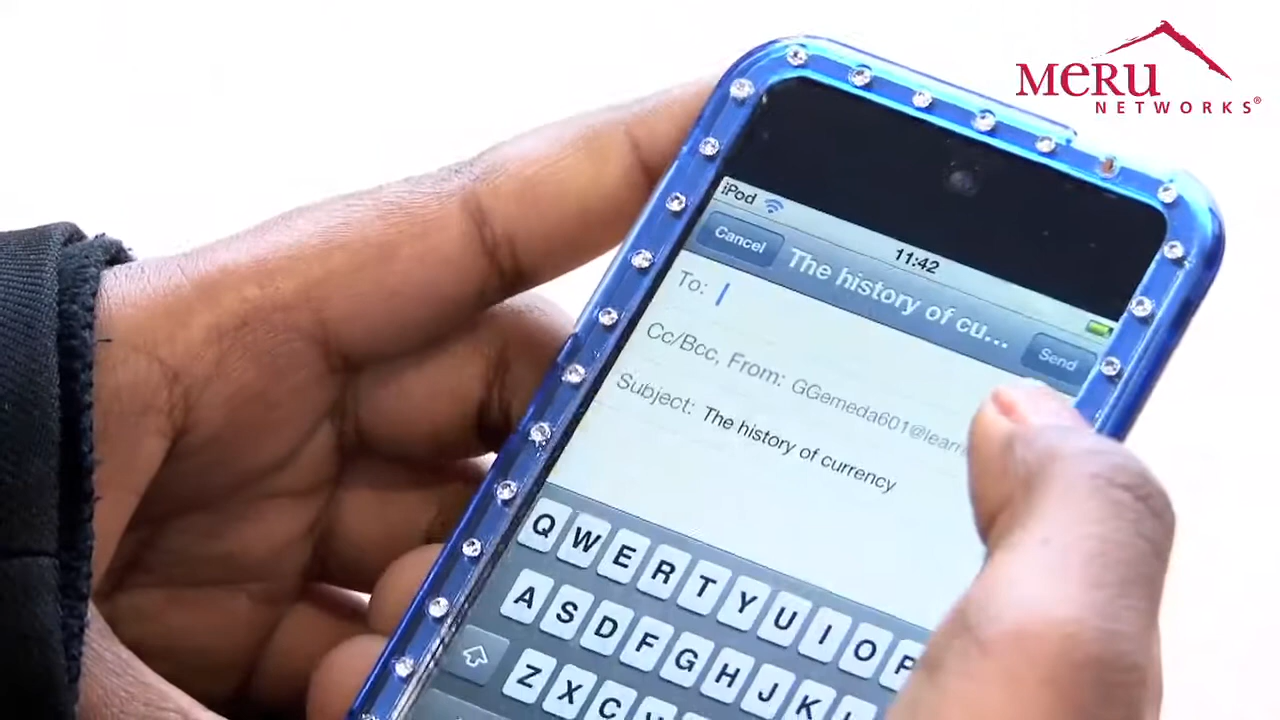 MERU
NETWORKS®
iPod
11:42
Cancel
The history of cu...
Send
To:
Cc/Bcc, From: GGemeda601@learn
Subject: The history of currency
Q W E R T Y U I O P
A S D F G H J K L
Z X C V